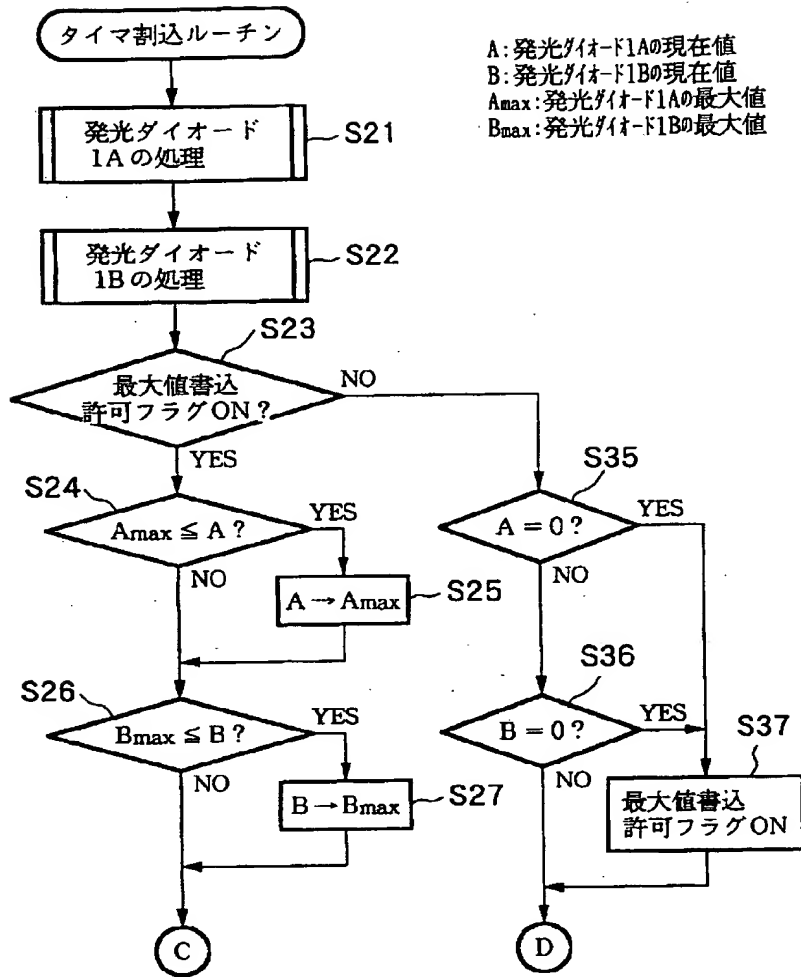 タイマ割込ルーチン
A:発光ダイオード1Aの現在値
B:発光ダイオード1Bの現在値
Amax:発光ダイオード1Aの最大値
Bmax:発光ダイオード1Bの最大値
発光ダイオード
1Aの処理
S21
発光ダイオード
1Bの処理
S22
S23
最大値書込
許可フラグON?
NO
YES
S24
Amax ≦ A?
YES
NO
A → Amax
S25
S26
Bmax ≦ B?
YES
NO
B → Bmax
S27
C
S35
A = 0?
YES
NO
S36
B = 0?
YES
NO
S37
最大値書込
許可フラグON
D